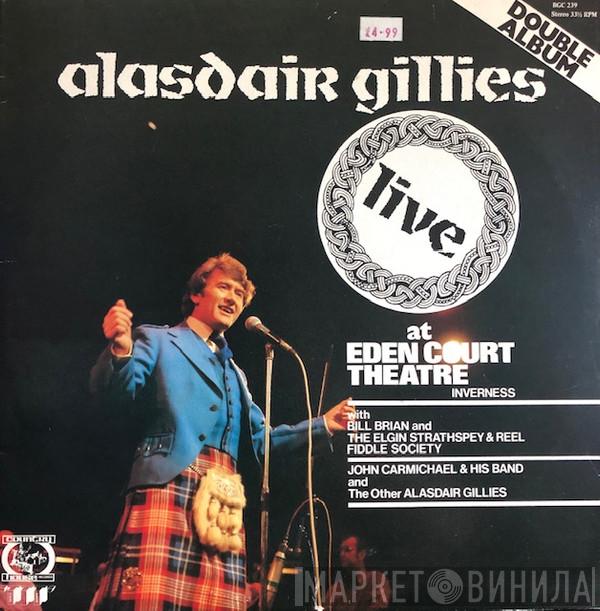 BGC 239
Stereo 33⅓ RPM
DOUBLE
ALBUM
£4-99
alasdair gillies
live
at
EDEN COURT
THEATRE
INVERNESS
with
BILL BRIAN and
THE ELGIN STRATHSPEY & REEL
FIDDLE SOCIETY
JOHN CARMICHAEL & HIS BAND
and
The Other ALASDAIR GILLIES
country
house
МАРКЕТ ВИНИЛА